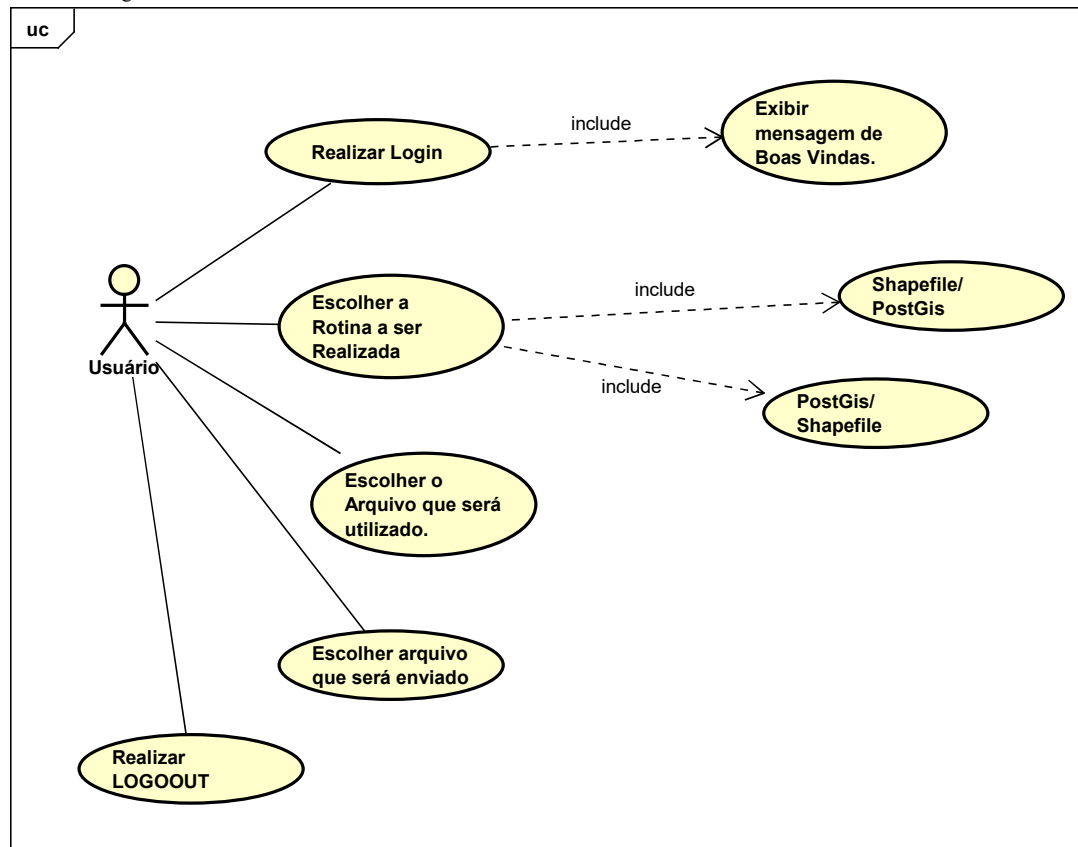 uc
Exibir
mensagem de
Boas Vindas.
include
Realizar Login
Shapefile/
PostGis
include
Escolher a
Rotina a ser
Realizada
Usuário
include
PostGis/
Shapefile
Escolher o
Arquivo que será
utilizado.
Escolher arquivo
que será enviado
Realizar
LOGOOUT